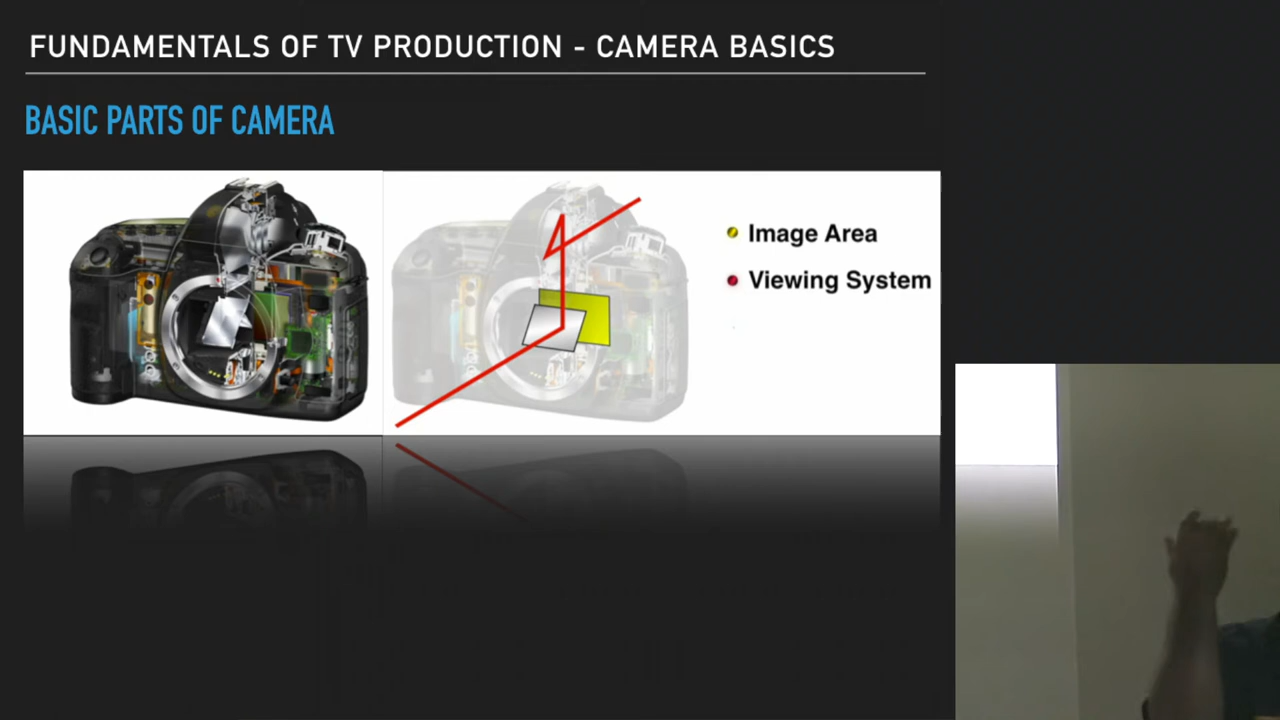 FUNDAMENTALS OF TV PRODUCTION - CAMERA BASICS
BASIC PARTS OF CAMERA
Image Area
Viewing System